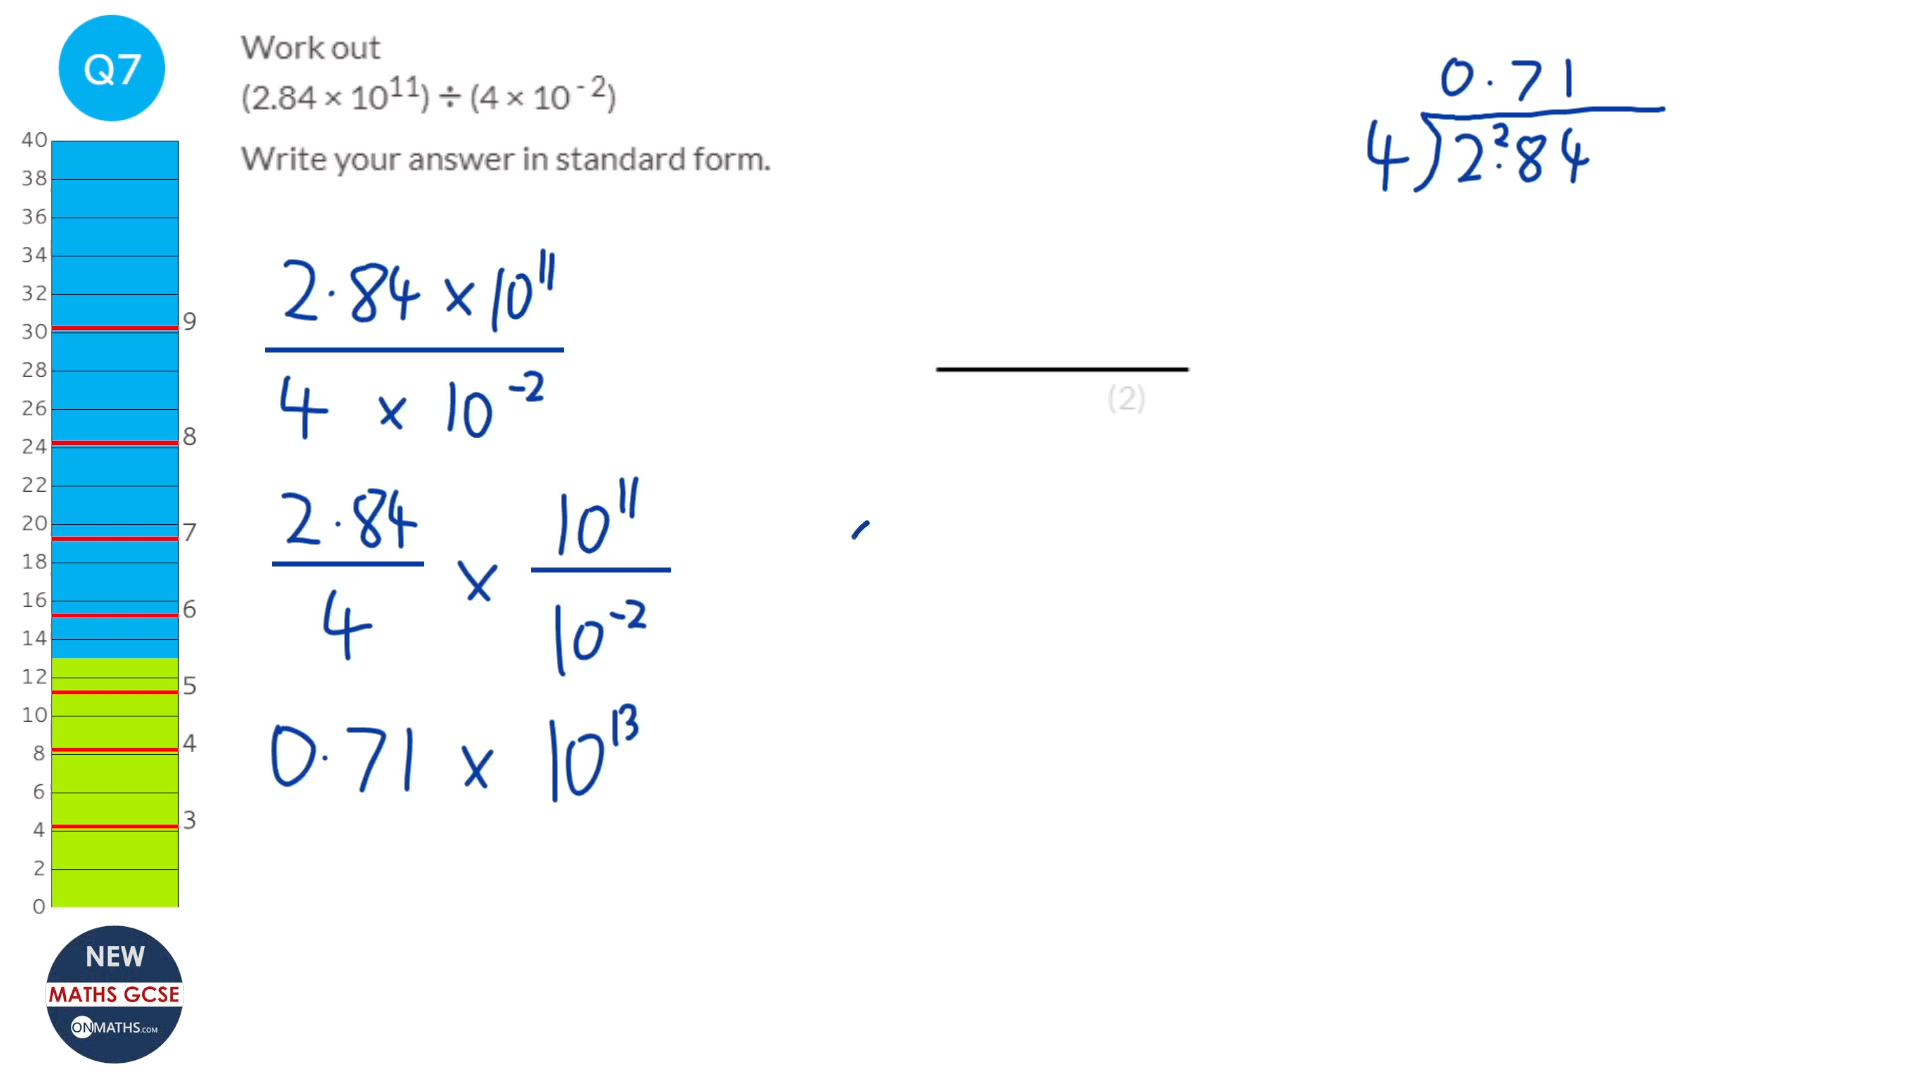 Q7
Work out
(2.84 × 10¹¹) ÷ (4 × 10⁻²)
Write your answer in standard form.
0.71
4 ) 2.²84
40
38
36
34
32
30
28
26
24
22
20
18
16
14
12
10
8
6
4
2
0
9
8
7
6
5
4
3
2.84 × 10¹¹
4 × 10⁻²
2.84 × 10¹¹
4 10⁻²
0.71 × 10¹³
(2)
NEW
MATHS GCSE
ONMATHS.COM